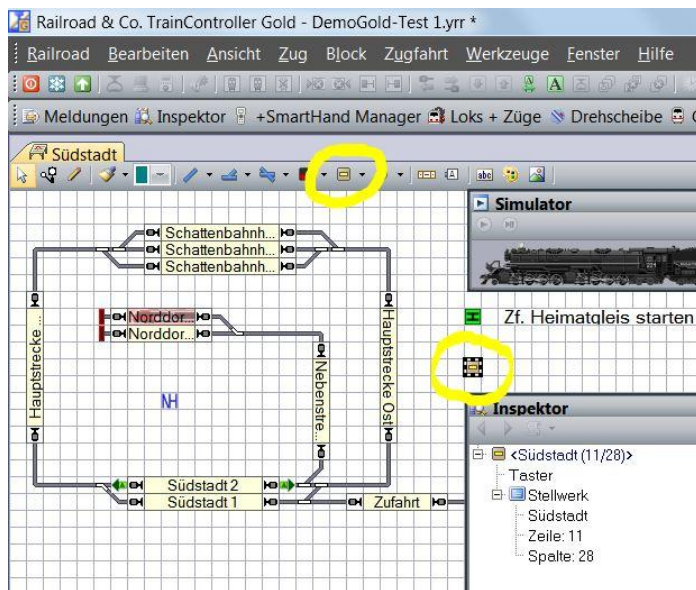 Railroad & Co. TrainController Gold - DemoGold-Test 1.yrr *
Railroad Bearbeiten Ansicht Zug Block Zugfahrt Werkzeuge Fenster Hilfe
A
Meldungen Inspektor +SmartHand Manager Loks + Züge Drehscheibe
Südstadt
A abc
Simulator
Schattenbahnh...
Schattenbahnh...
Schattenbahnh...
Hauptstrecke ...
Norddor...
Norddor...
Nebenstre...
Hauptstrecke Ost
Zf. Heimatgleis starten
NH
Südstadt 2
Südstadt 1
Zufahrt
Inspektor
<Südstadt (11/28)>
Taster
Stellwerk
Südstadt
Zeile: 11
Spalte: 28